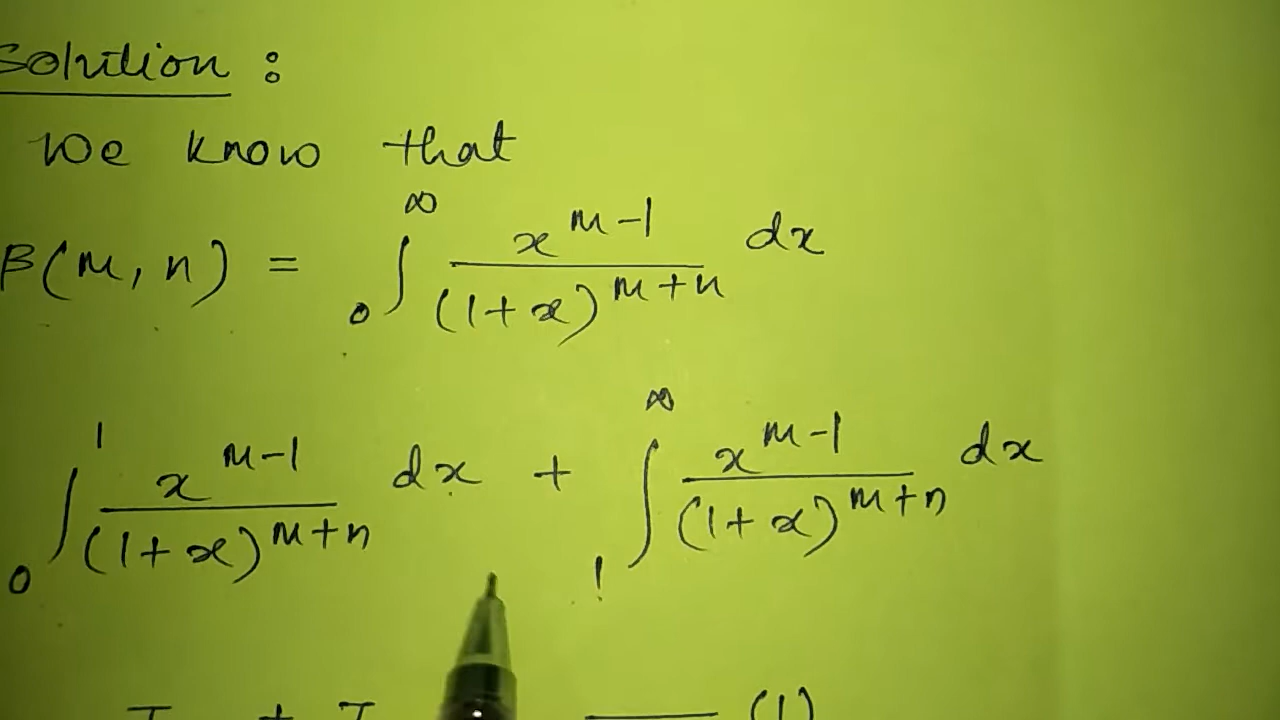 Solution :
We know that
β(m, n) = ∫₀^∞ x^(m-1) / (1+x)^(m+n) dx
∫₀^1 x^(m-1) / (1+x)^(m+n) dx + ∫₁^∞ x^(m-1) / (1+x)^(m+n) dx
I + I —— (1)